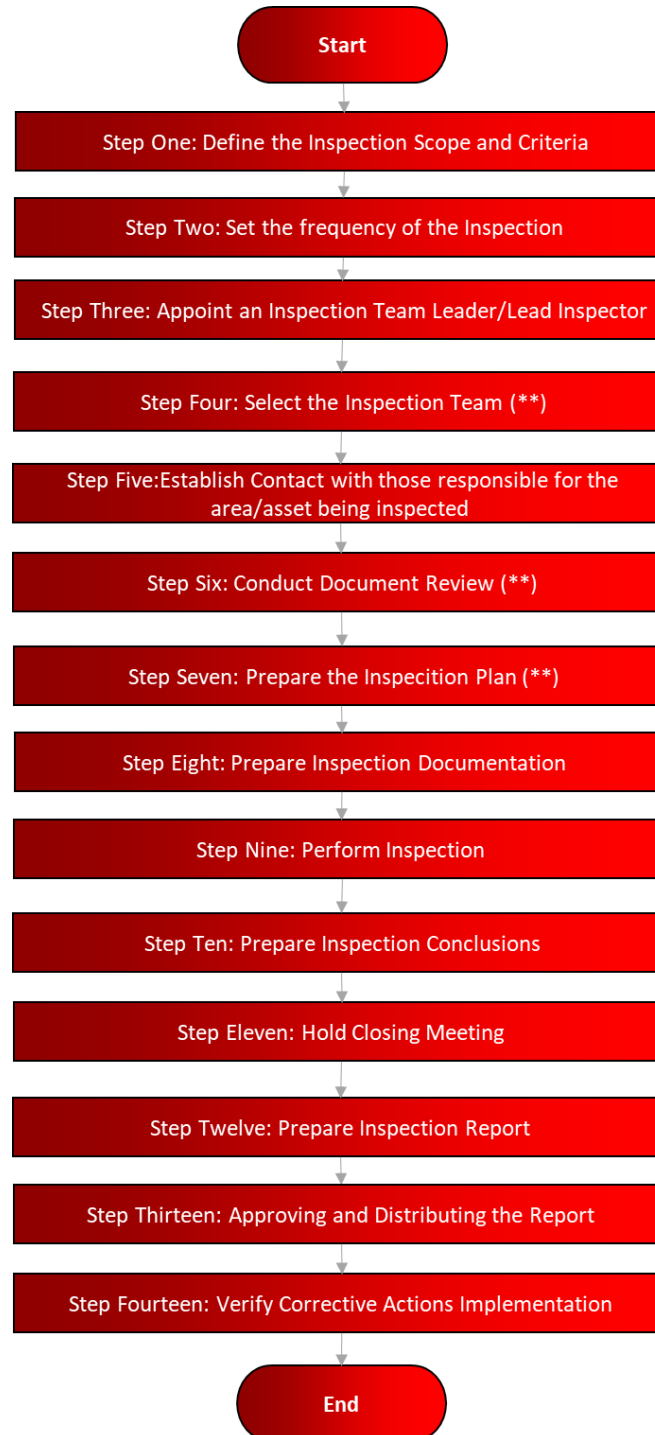 Start
Step One: Define the Inspection Scope and Criteria
Step Two: Set the frequency of the Inspection
Step Three: Appoint an Inspection Team Leader/Lead Inspector
Step Four: Select the Inspection Team (**)
Step Five:Establish Contact with those responsible for the
area/asset being inspected
Step Six: Conduct Document Review (**)
Step Seven: Prepare the Inspecition Plan (**)
Step Eight: Prepare Inspection Documentation
Step Nine: Perform Inspection
Step Ten: Prepare Inspection Conclusions
Step Eleven: Hold Closing Meeting
Step Twelve: Prepare Inspection Report
Step Thirteen: Approving and Distributing the Report
Step Fourteen: Verify Corrective Actions Implementation
End